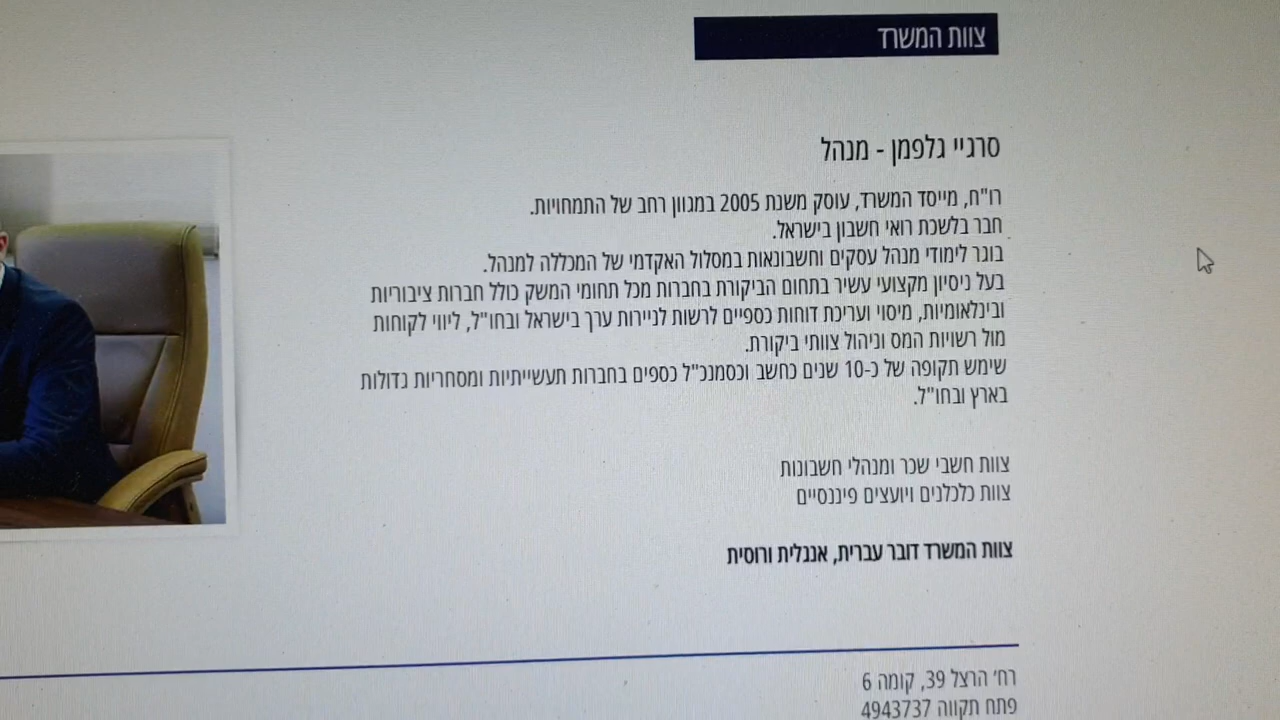 צוות המשרד
סרגיי גלפמן - מנהל
רו"ח, מייסד המשרד, עוסק משנת 2005 במגוון רחב של התמחויות.
חבר בלשכת רואי חשבון בישראל.
בוגר לימודי מנהל עסקים וחשבונאות במסלול האקדמי של המכללה למנהל.
בעל ניסיון מקצועי עשיר בתחום הביקורת בחברות מכל תחומי המשק כולל חברות ציבוריות
ובינלאומיות, מיסוי ועריכת דוחות כספיים לרשות לניירות ערך בישראל ובחו"ל, ליווי לקוחות
מול רשויות המס וניהול צוותי ביקורת.
שימש תקופה של כ-10 שנים כחשב וכסמנכ"ל כספים בחברות תעשייתיות ומסחריות גדולות
בארץ ובחו"ל.
צוות חשבי שכר ומנהלי חשבונות
צוות כלכלנים ויועצים פיננסיים
צוות המשרד דובר עברית, אנגלית ורוסית
רח׳ הרצל 39, קומה 6
פתח תקווה 4943737